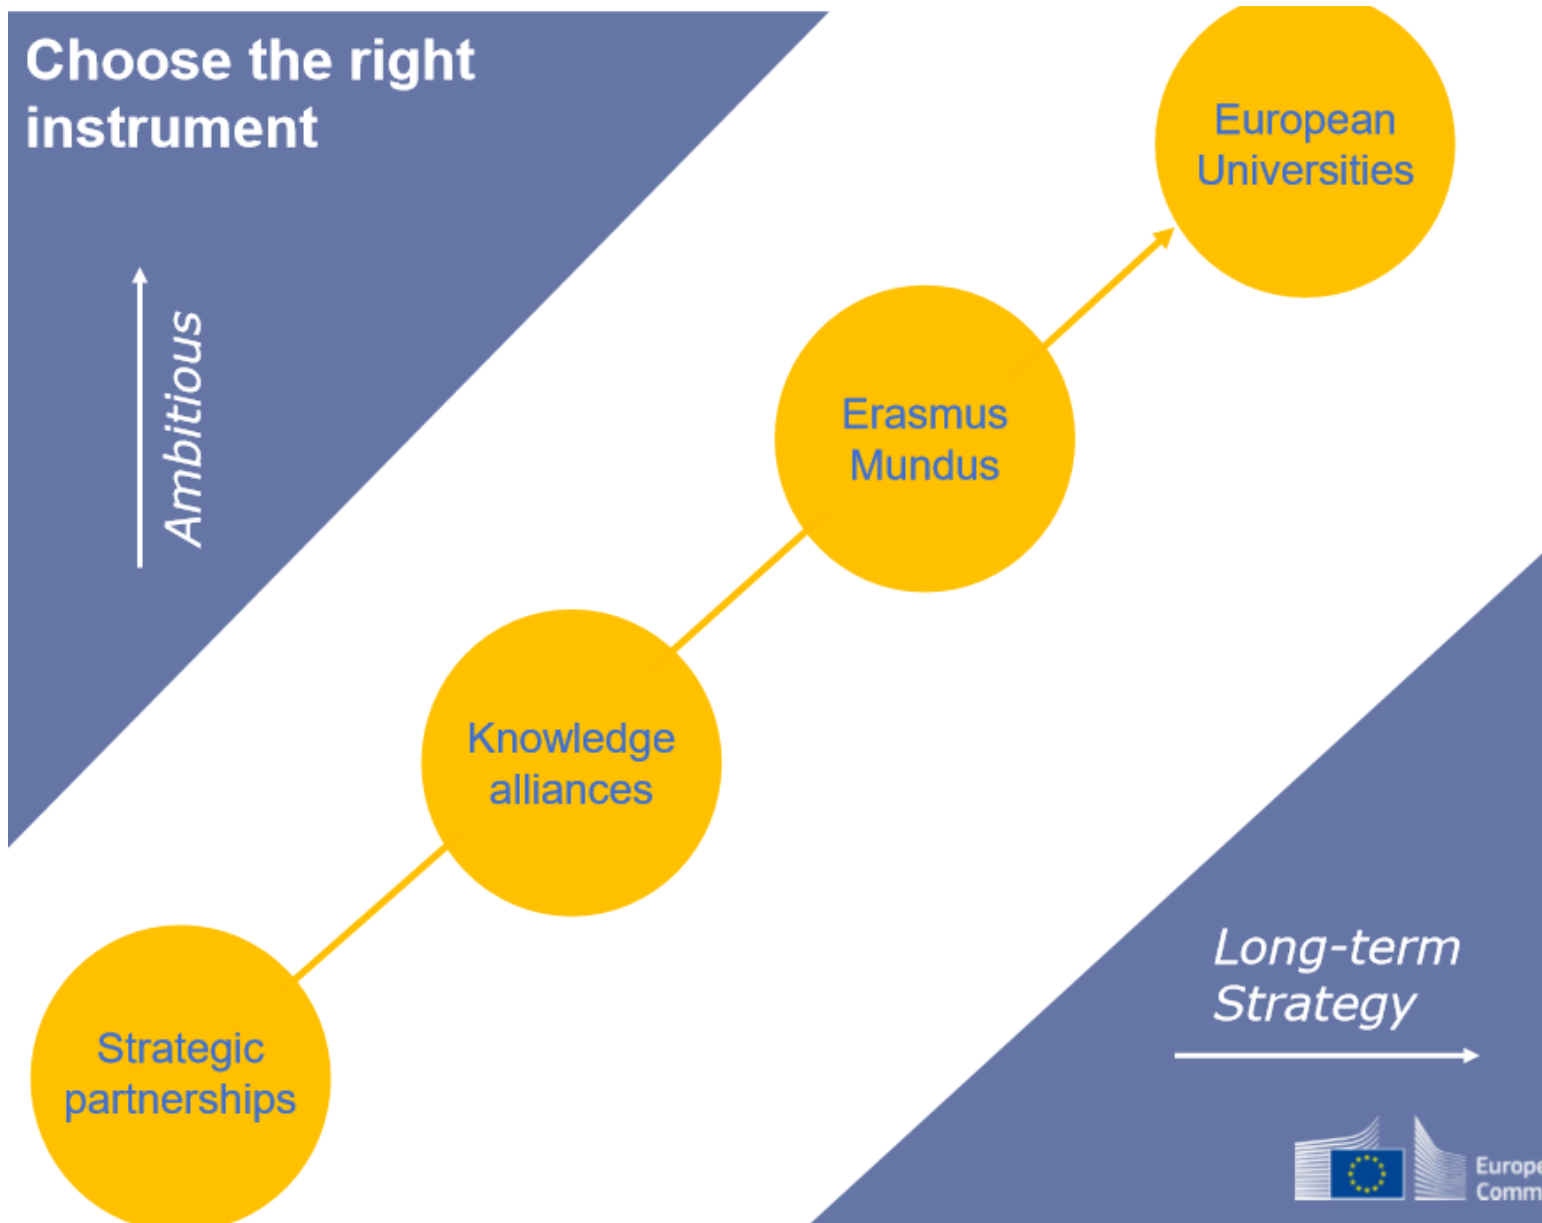 Choose the right
instrument
European
Universities
Ambitious
Erasmus
Mundus
Knowledge
alliances
Long-term
Strategy
Strategic
partnerships